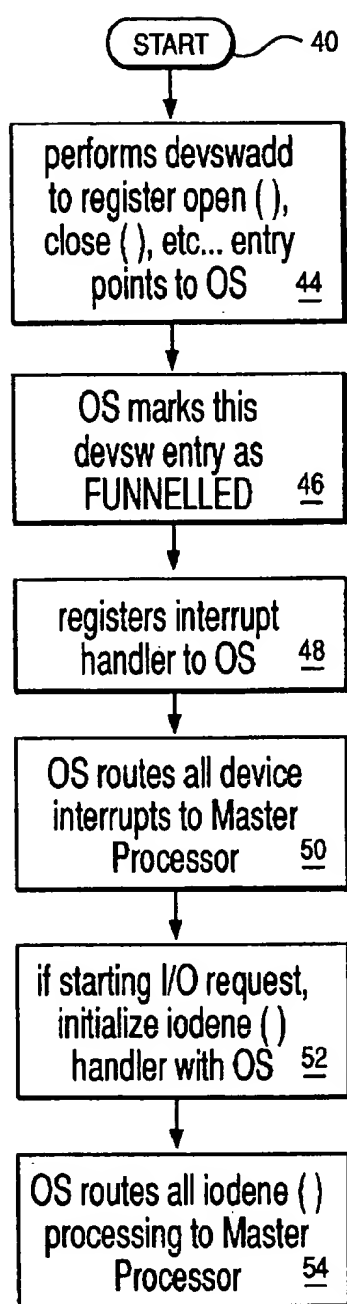 START 40
performs devswadd
to register open ( ),
close ( ), etc... entry
points to OS 44
OS marks this
devsw entry as
FUNNELLED 46
registers interrupt
handler to OS 48
OS routes all device
interrupts to Master
Processor 50
if starting I/O request,
initialize iodene ( )
handler with OS 52
OS routes all iodene ( )
processing to Master
Processor 54